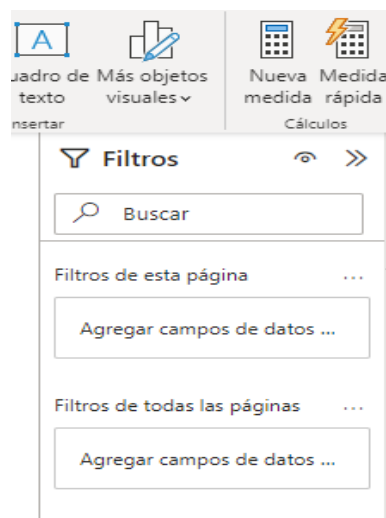 A
uadro de Más objetos Nueva Medida
texto visuales medida rápida
nsertar Cálculos
Filtros
Buscar
Filtros de esta página ...
Agregar campos de datos ...
Filtros de todas las páginas ...
Agregar campos de datos ...